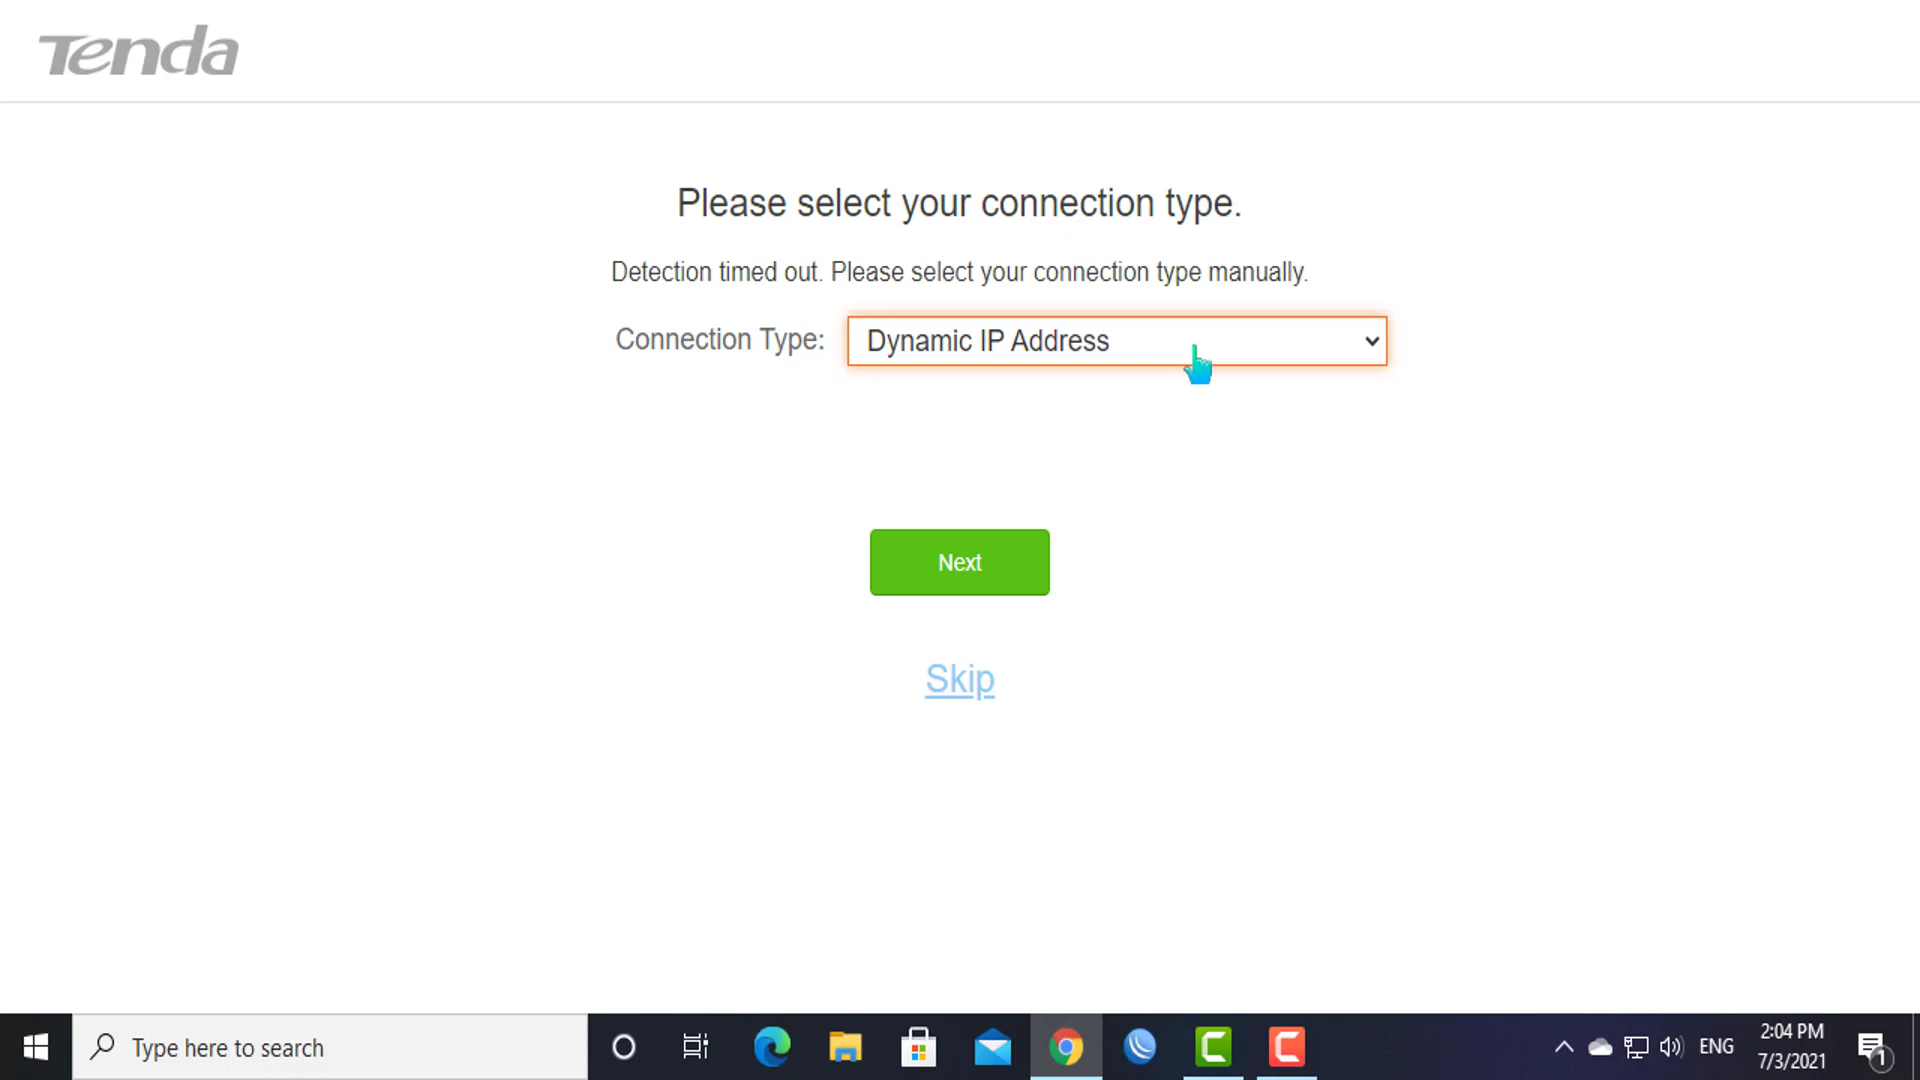 Tenda
Please select your connection type.
Detection timed out. Please select your connection type manually.
Connection Type: Dynamic IP Address
Next
Skip
Type here to search
ENG
2:04 PM
7/3/2021
1